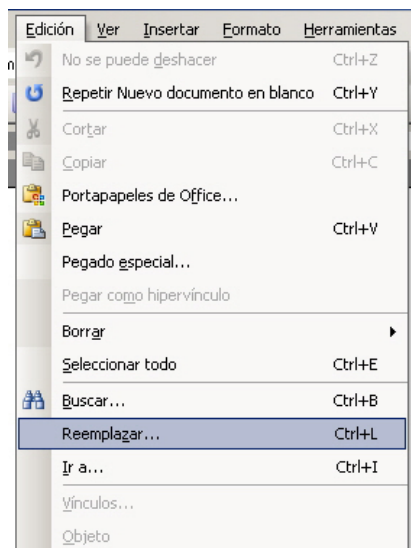 Edición Ver Insertar Formato Herramientas
No se puede deshacer Ctrl+Z
Repetir Nuevo documento en blanco Ctrl+Y
Cortar Ctrl+X
Copiar Ctrl+C
Portapapeles de Office...
Pegar Ctrl+V
Pegado especial...
Pegar como hipervínculo
Borrar
Seleccionar todo Ctrl+E
Buscar... Ctrl+B
Reemplazar... Ctrl+L
Ir a... Ctrl+I
Vínculos...
Objeto